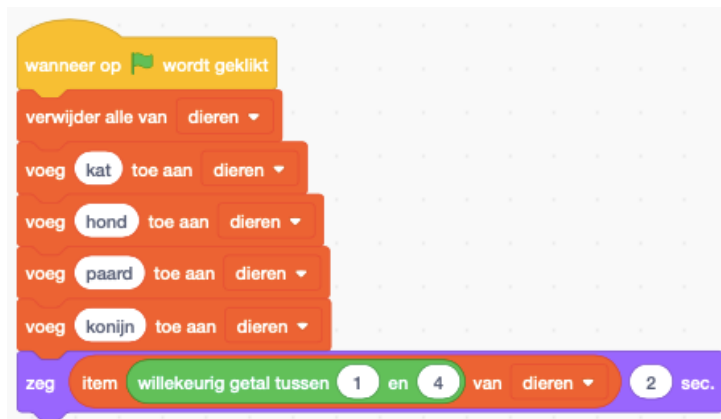 wanneer op wordt geklikt
verwijder alle van dieren
voeg kat toe aan dieren
voeg hond toe aan dieren
voeg paard toe aan dieren
voeg konijn toe aan dieren
zeg item willekeurig getal tussen 1 en 4 van dieren 2 sec.